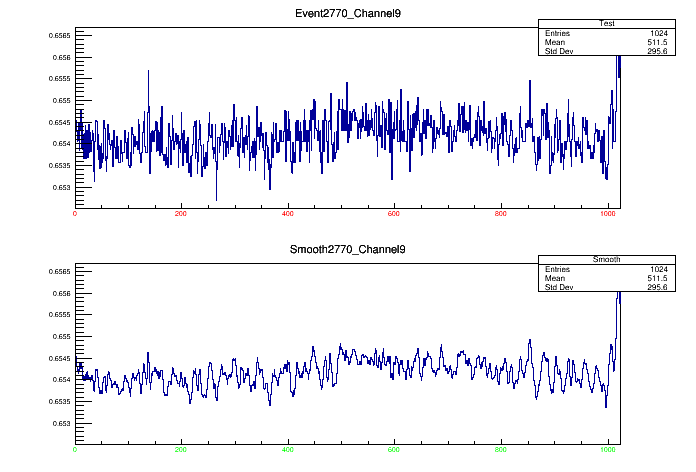 Event2770_Channel9
Test
Entries 1024
Mean 511.5
Std Dev 295.6
0.6565
0.656
0.6555
0.655
0.6545
0.654
0.6535
0.653
0 200 400 600 800 1000
Smooth2770_Channel9
Smooth
Entries 1024
Mean 511.5
Std Dev 295.6
0.6565
0.656
0.6555
0.655
0.6545
0.654
0.6535
0.653
0 200 400 600 800 1000